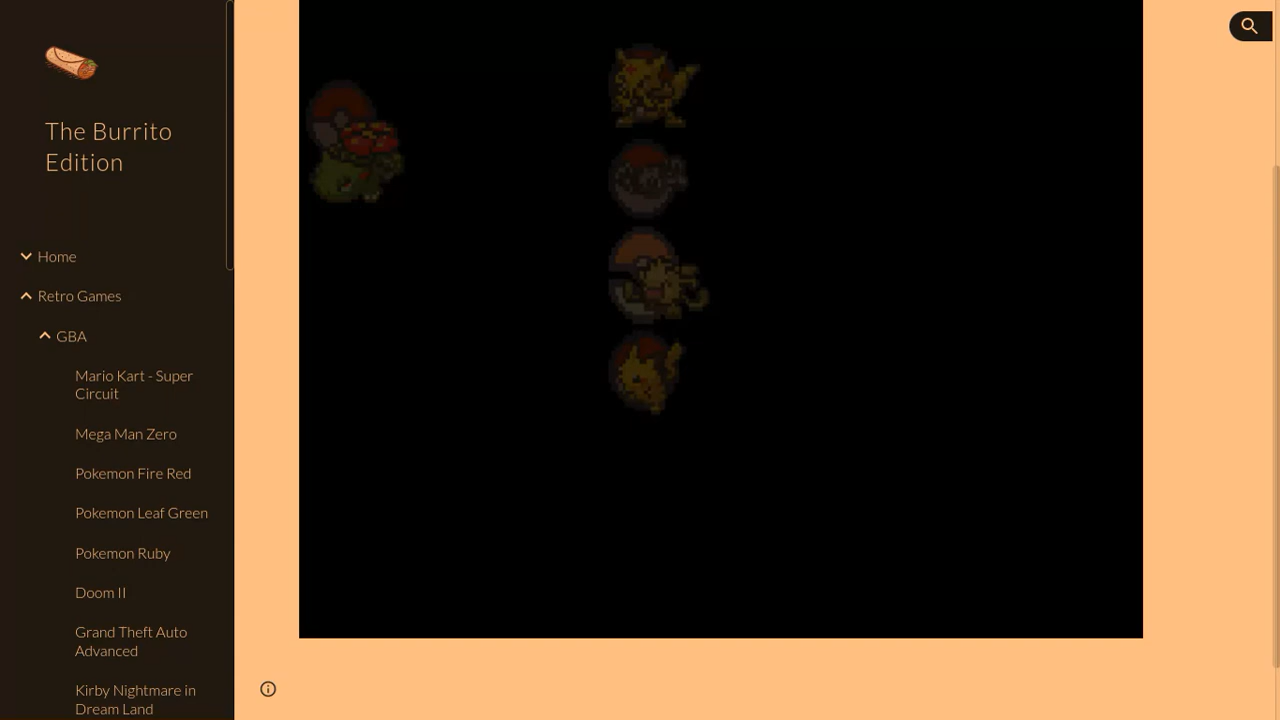 The Burrito
Edition
Home
Retro Games
GBA
Mario Kart - Super
Circuit
Mega Man Zero
Pokemon Fire Red
Pokemon Leaf Green
Pokemon Ruby
Doom II
Grand Theft Auto
Advanced
Kirby Nightmare in
Dream Land